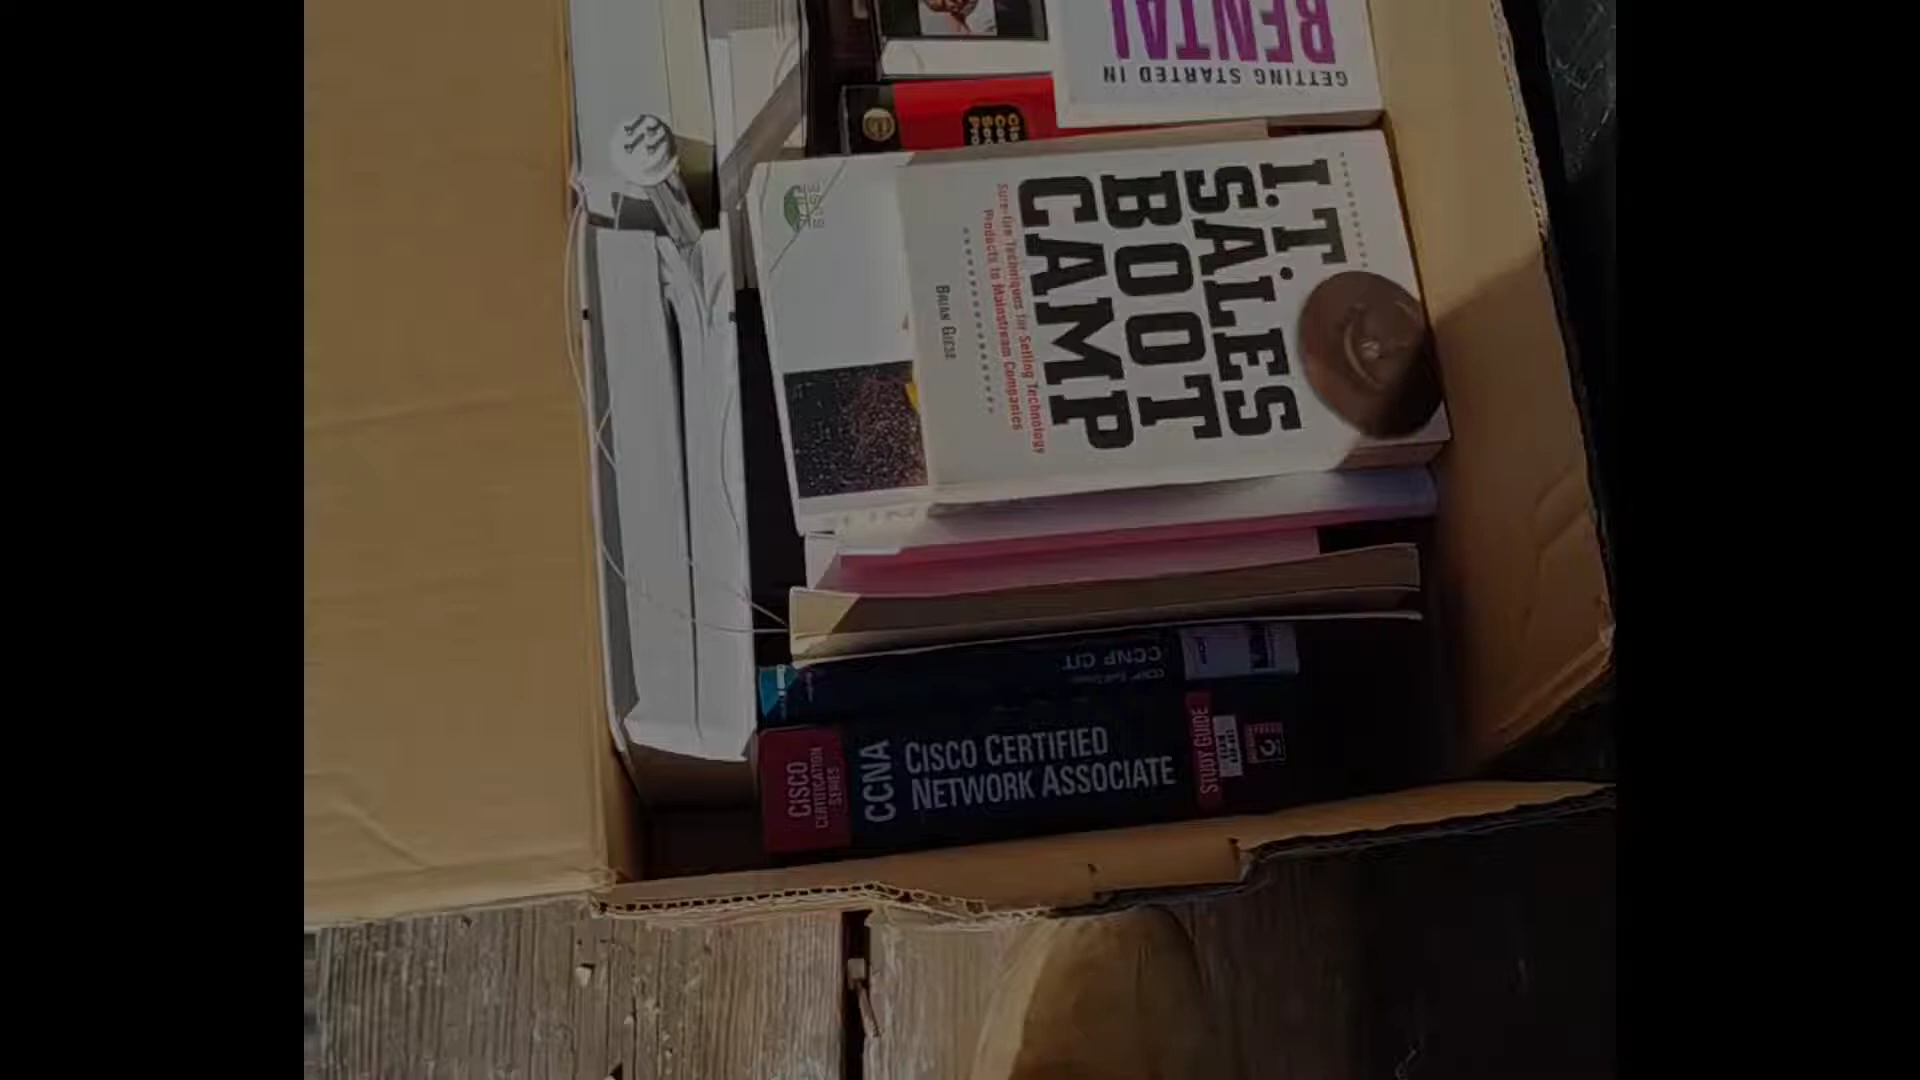 GETTING STARTED IN
RENTAL
I.T.
SALES
BOOT
CAMP
Sure-fire Techniques for Selling Technology
Products to Mainstream Companies
BRIAN GIESE
CCNP CIT
CISCO
CERTIFICATION
SERIES
CCNA
CISCO CERTIFIED
NETWORK ASSOCIATE
STUDY GUIDE